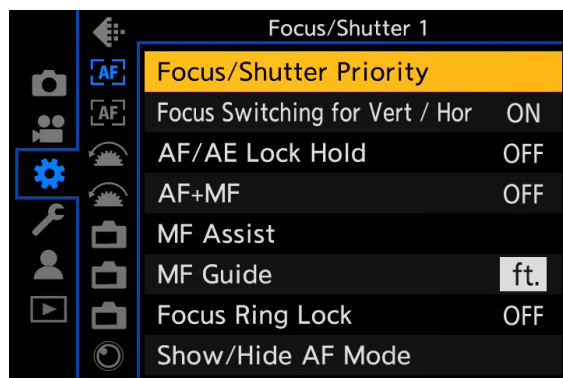 Focus/Shutter 1
AF
Focus/Shutter Priority
AF
Focus Switching for Vert / Hor ON
AF/AE Lock Hold OFF
AF+MF OFF
MF Assist
MF Guide ft.
Focus Ring Lock OFF
Show/Hide AF Mode